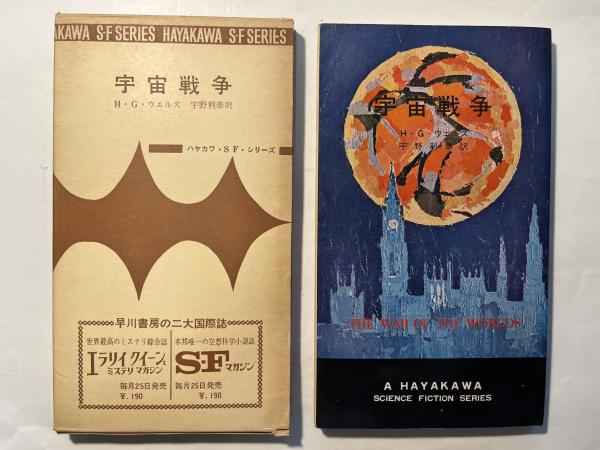 KAWA S-F SERIES HAYAKAWA S-F SERIES
宇宙戦争
H・G・ウエルズ 宇野利泰訳
ハヤカワ・SF・シリーズ
早川書房の二大国際誌
世界最高のミステリ綜合誌
エラリイクイーンズ
ミステリマガジン
毎月25日発売
¥.190
本邦唯一の空想科学小説誌
SFマガジン
毎月25日発売
¥.190
宇宙戦争
H・G・ウエルズ
宇野利泰訳
THE WAR OF THE WORLDS
A HAYAKAWA
SCIENCE FICTION SERIES